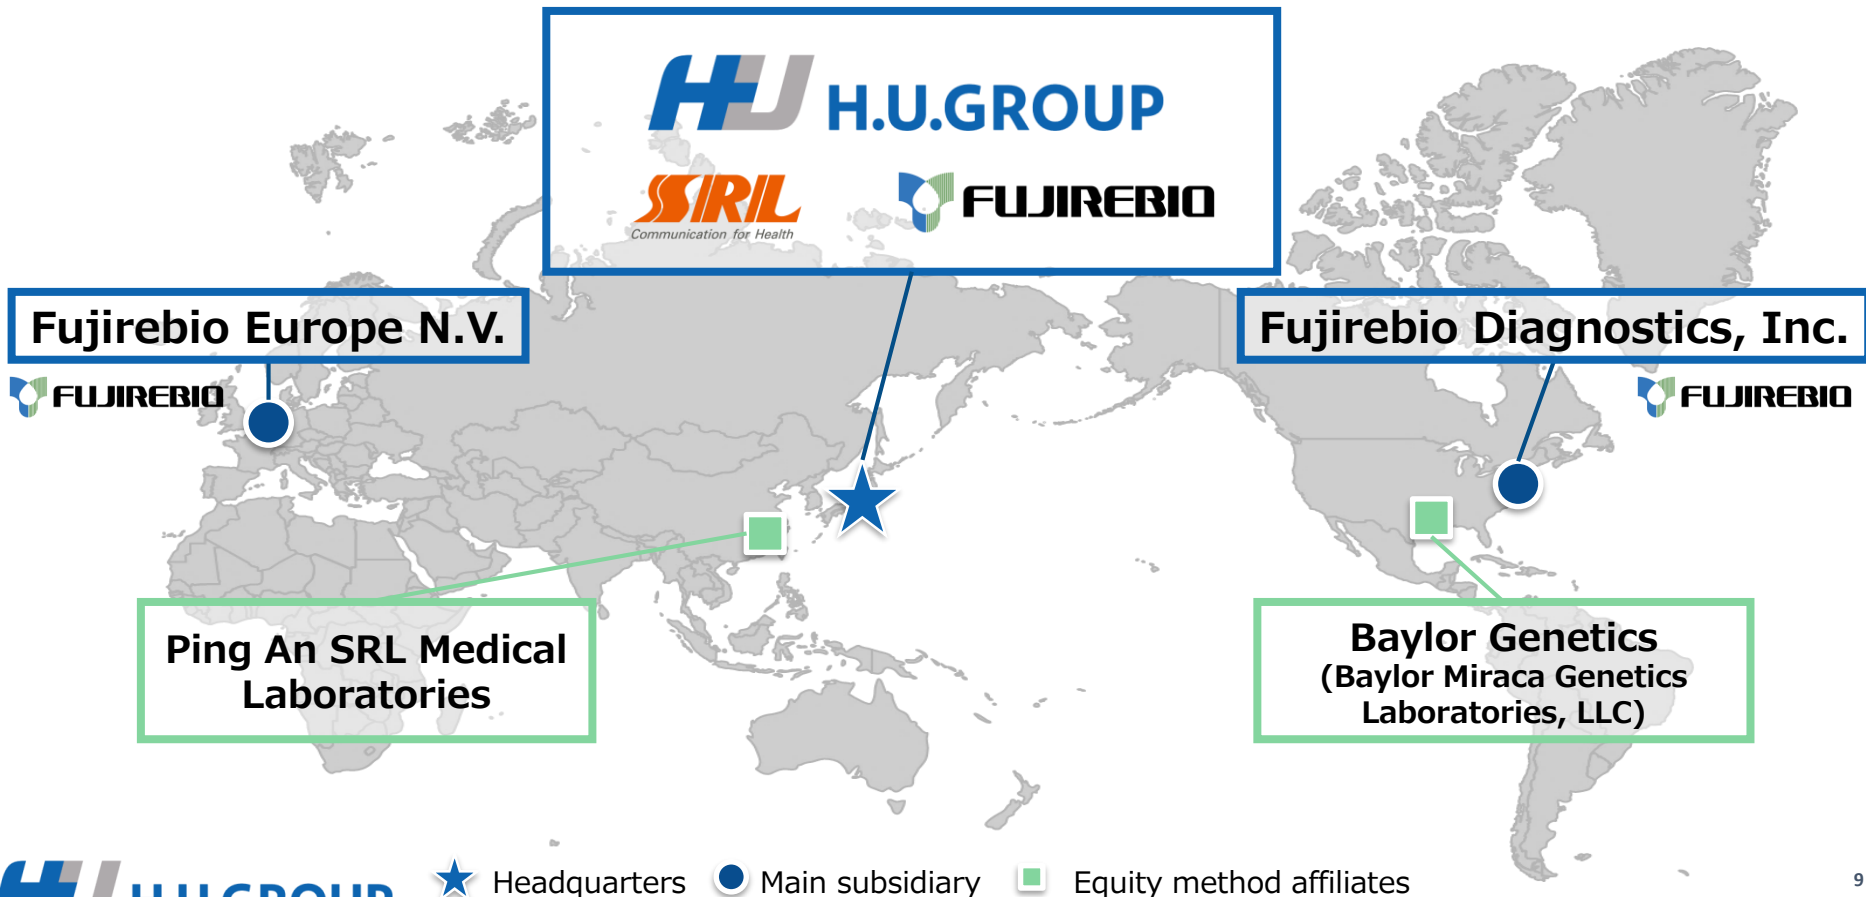 H.U.GROUP
SRL
Communication for Health
FUJIREBIO
Fujirebio Europe N.V.
FUJIREBIO
Fujirebio Diagnostics, Inc.
FUJIREBIO
Ping An SRL Medical
Laboratories
Baylor Genetics
(Baylor Miraca Genetics
Laboratories, LLC)
H.U.GROUP
Headquarters
Main subsidiary
Equity method affiliates
9